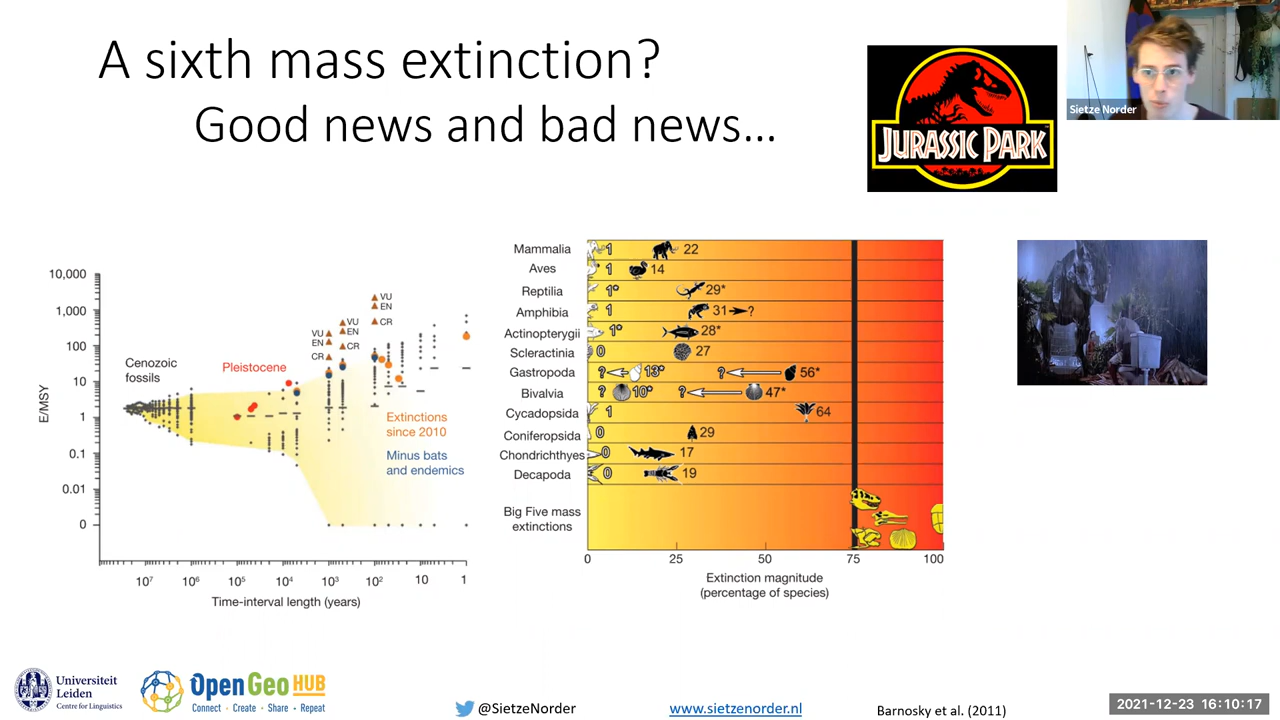 A sixth mass extinction?
Good news and bad news...
JURASSIC PARK
Sietze Norder
10,000
1,000
100
10
1
0.1
0.01
0
E/MSY
Cenozoic
fossils
Pleistocene
VU
EN
CR
VU
EN
CR
VU
EN
CR
Extinctions
since 2010
Minus bats
and endemics
10⁷
10⁶
10⁵
10⁴
10³
10²
10
1
Time-interval length (years)
Mammalia 1 22
Aves 1 14
Reptilia 1* 29*
Amphibia 1 31 ?
Actinopterygii 1* 28*
Scleractinia 0 27
Gastropoda ? 13* ? 56*
Bivalvia ? 10* ? 47*
Cycadopsida 1 64
Coniferopsida 0 29
Chondrichthyes 0 17
Decapoda 0 19
Big Five mass
extinctions
0 25 50 75 100
Extinction magnitude
(percentage of species)
Universiteit
Leiden
Centre for Linguistics
OpenGeoHUB
Connect · Create · Share · Repeat
@SietzeNorder
www.sietzenorder.nl
Barnosky et al. (2011)
2021-12-23 16:10:17